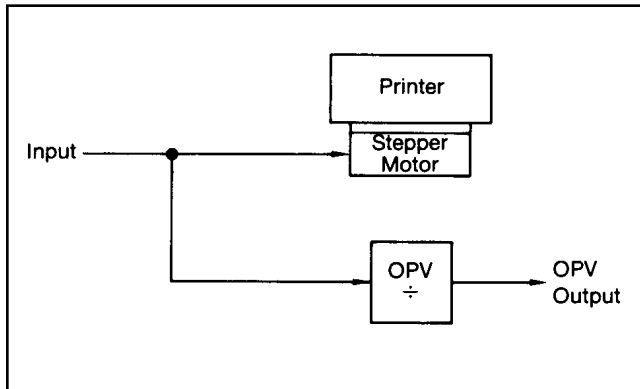 Printer
Input
Stepper
Motor
OPV
÷
OPV
Output